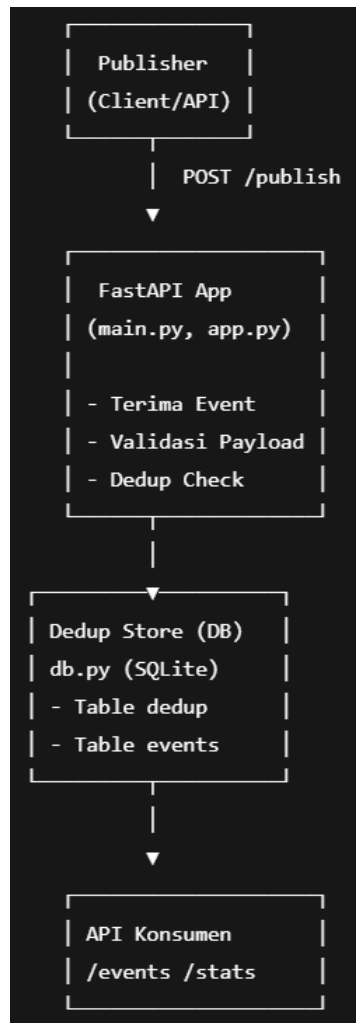 Publisher
(Client/API)
POST /publish
FastAPI App
(main.py, app.py)
- Terima Event
- Validasi Payload
- Dedup Check
Dedup Store (DB)
db.py (SQLite)
- Table dedup
- Table events
API Konsumen
/events /stats